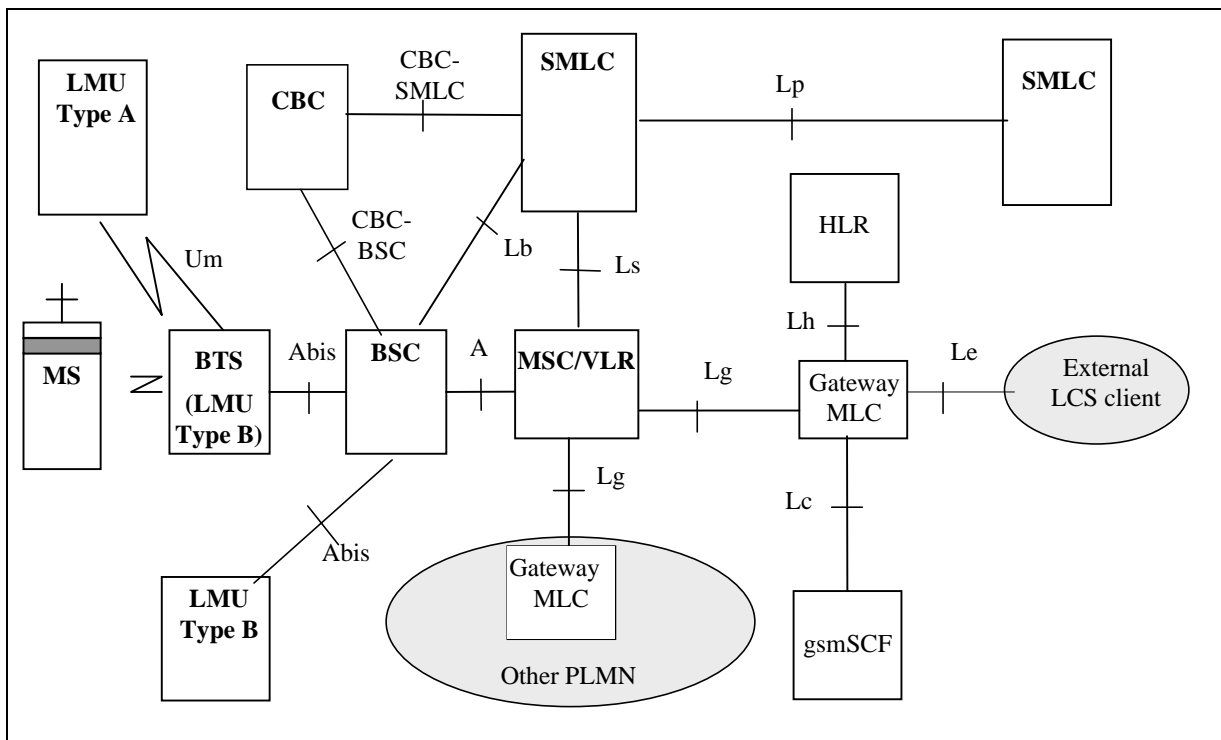 LMU
Type A
CBC
CBC-
SMLC
SMLC
Lp
SMLC
CBC-
BSC
Lb
Ls
HLR
Um
MS
BTS
(LMU
Type B)
Abis
BSC
A
MSC/VLR
Lg
Lh
Gateway
MLC
Le
External
LCS client
Lg
Lc
Abis
LMU
Type B
Gateway
MLC
Other PLMN
gsmSCF